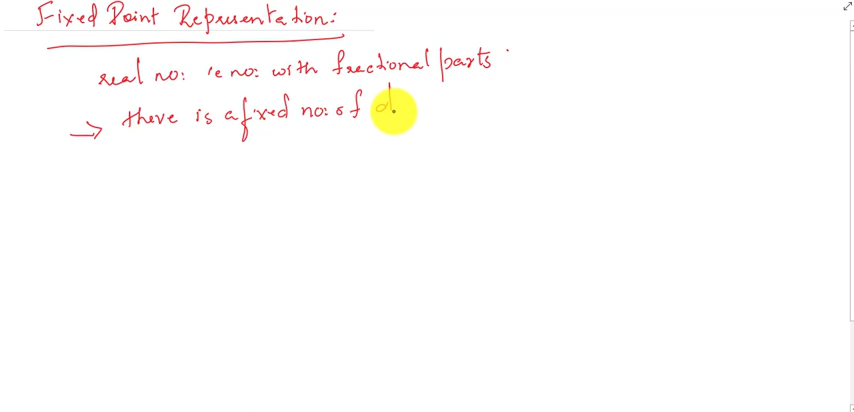 Fixed Point Representation:
real no: ie no: with fractional parts.
→ there is a fixed no: of d